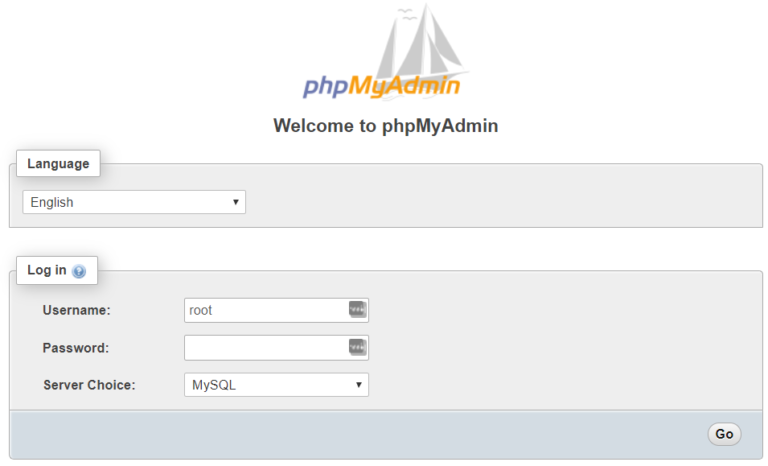 phpMyAdmin
Welcome to phpMyAdmin
Language
English
Log in
Username:
root
Password:
Server Choice:
MySQL
Go